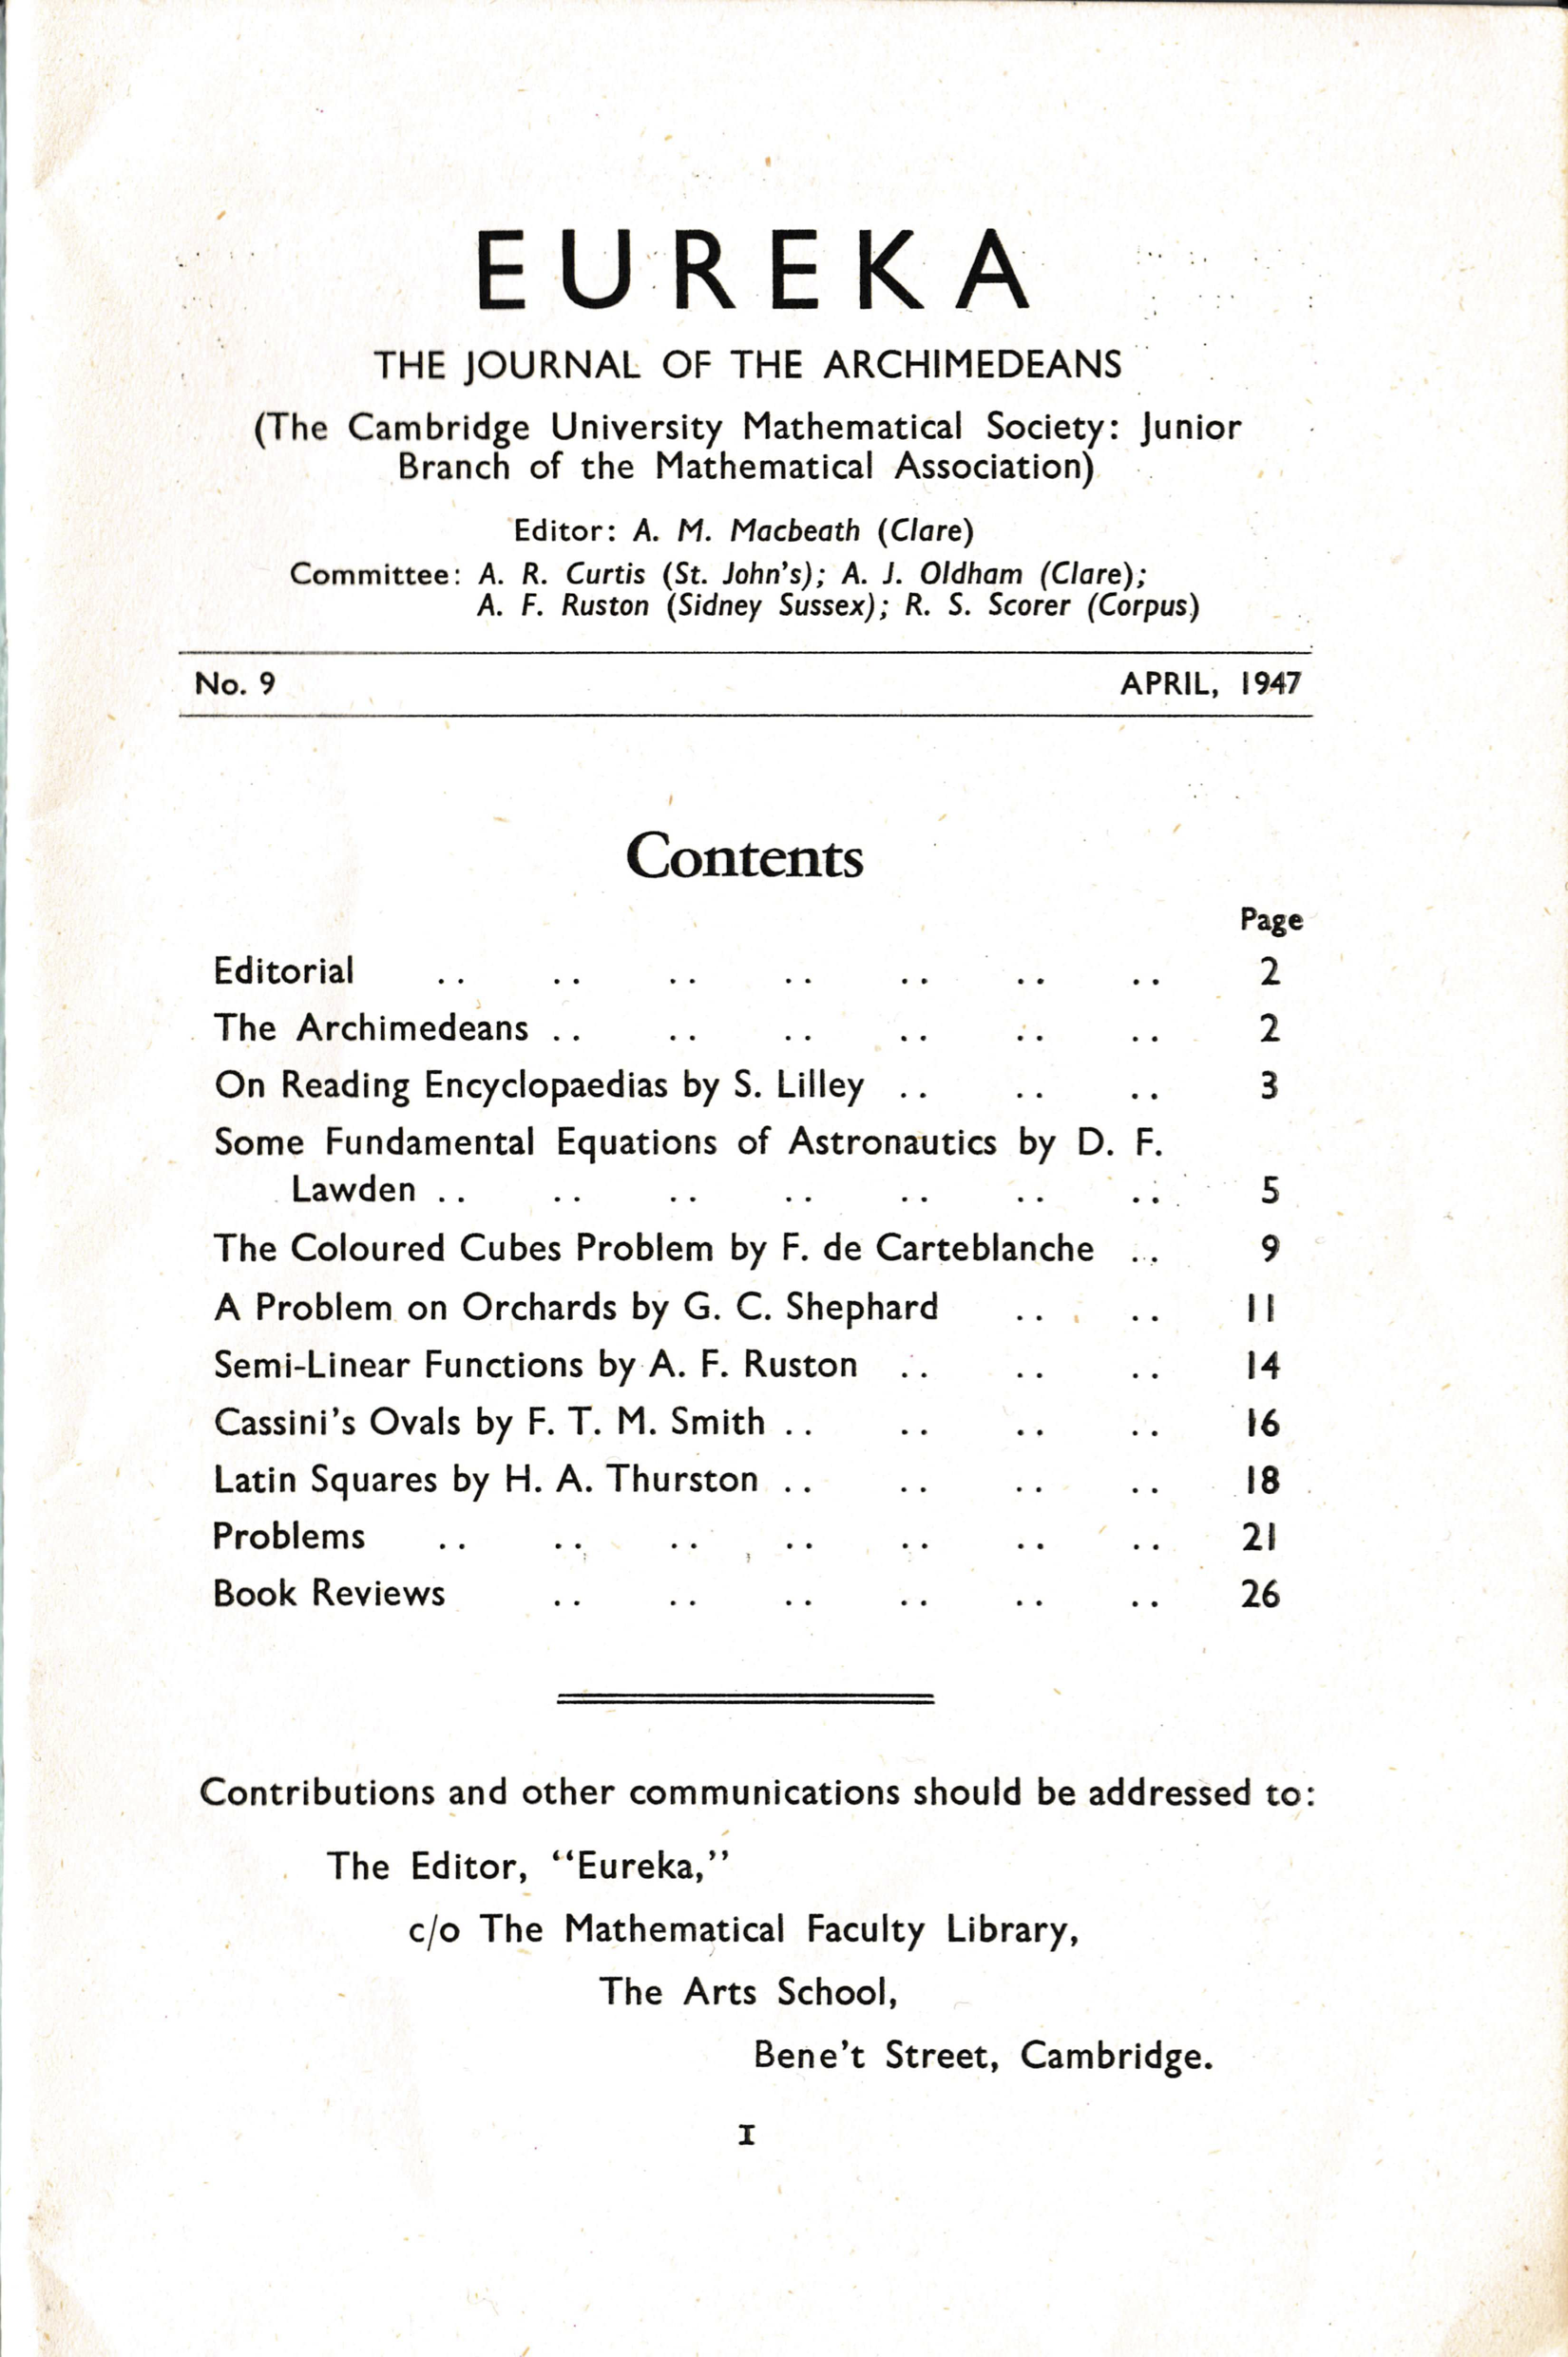 EUREKA
THE JOURNAL OF THE ARCHIMEDEANS
(The Cambridge University Mathematical Society: Junior
Branch of the Mathematical Association)
Editor: A. M. Macbeath (Clare)
Committee: A. R. Curtis (St. John's); A. J. Oldham (Clare);
A. F. Ruston (Sidney Sussex); R. S. Scorer (Corpus)
No. 9 APRIL, 1947
Contents
Page
Editorial .. .. .. .. .. .. .. 2
The Archimedeans .. .. .. .. .. .. 2
On Reading Encyclopaedias by S. Lilley .. .. .. 3
Some Fundamental Equations of Astronautics by D. F.
Lawden .. .. .. .. .. .. .. 5
The Coloured Cubes Problem by F. de Carteblanche .. 9
A Problem on Orchards by G. C. Shephard .. .. 11
Semi-Linear Functions by A. F. Ruston .. .. .. 14
Cassini's Ovals by F. T. M. Smith .. .. .. .. 16
Latin Squares by H. A. Thurston .. .. .. .. 18
Problems .. .. .. .. .. .. .. 21
Book Reviews .. .. .. .. .. .. 26
Contributions and other communications should be addressed to:
The Editor, "Eureka,"
c/o The Mathematical Faculty Library,
The Arts School,
Bene't Street, Cambridge.
I